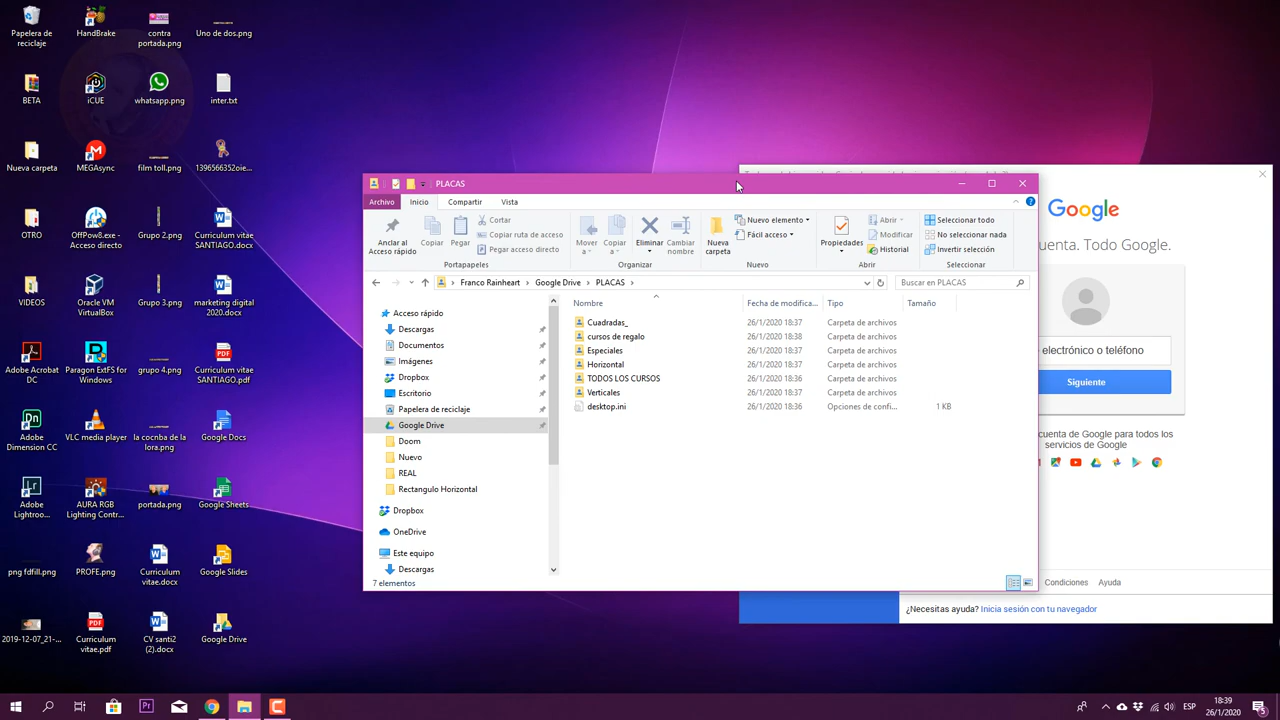 Papelera de
reciclaje
HandBrake
contra
portada.png
Uno de dos.png
BETA
iCUE
whatsapp.png
inter.txt
Nueva carpeta
MEGAsync
film toll.png
1396566352oie...
OTRO
OffPow8.exe -
Acceso directo
Grupo 2.png
Curriculum vitae
SANTIAGO.docx
VIDEOS
Oracle VM
VirtualBox
Grupo 3.png
marketing digital
2020.docx
Adobe Acrobat
DC
Paragon ExtFS for
Windows
grupo 4.png
Curriculum vitae
SANTIAGO.pdf
Adobe
Dimension CC
VLC media player
la cocnba de la
lora.png
Google Docs
Adobe
Lightroo...
AURA RGB
Lighting Contr...
portada.png
Google Sheets
png fdfill.png
PROFE.png
Curriculum
vitae.docx
Google Slides
2019-12-07_21-...
Curriculum
vitae.pdf
CV santi2
(2).docx
Google Drive
PLACAS
Archivo Inicio Compartir Vista
Anclar al
Acceso rápido
Copiar
Pegar
Cortar
Copiar ruta de acceso
Pegar acceso directo
Portapapeles
Mover
a
Copiar
a
Eliminar
Cambiar
nombre
Organizar
Nueva
carpeta
Nuevo elemento
Fácil acceso
Nuevo
Propiedades
Abrir
Modificar
Historial
Abrir
Seleccionar todo
No seleccionar nada
Invertir selección
Seleccionar
Franco Rainheart > Google Drive > PLACAS >
Buscar en PLACAS
Acceso rápido
Descargas
Documentos
Imágenes
Dropbox
Escritorio
Papelera de reciclaje
Google Drive
Doom
Nuevo
REAL
Rectangulo Horizontal
Dropbox
OneDrive
Este equipo
Descargas
Nombre Fecha de modifica... Tipo Tamaño
Cuadradas_ 26/1/2020 18:37 Carpeta de archivos
cursos de regalo 26/1/2020 18:38 Carpeta de archivos
Especiales 26/1/2020 18:37 Carpeta de archivos
Horizontal 26/1/2020 18:37 Carpeta de archivos
TODOS LOS CURSOS 26/1/2020 18:36 Carpeta de archivos
Verticales 26/1/2020 18:37 Carpeta de archivos
desktop.ini 26/1/2020 18:36 Opciones de confi... 1 KB
7 elementos
Google
cuenta. Todo Google.
electrónico o teléfono
Siguiente
cuenta de Google para todos los
servicios de Google
Condiciones Ayuda
¿Necesitas ayuda? Inicia sesión con tu navegador
Pr
ESP
18:39
26/1/2020
5